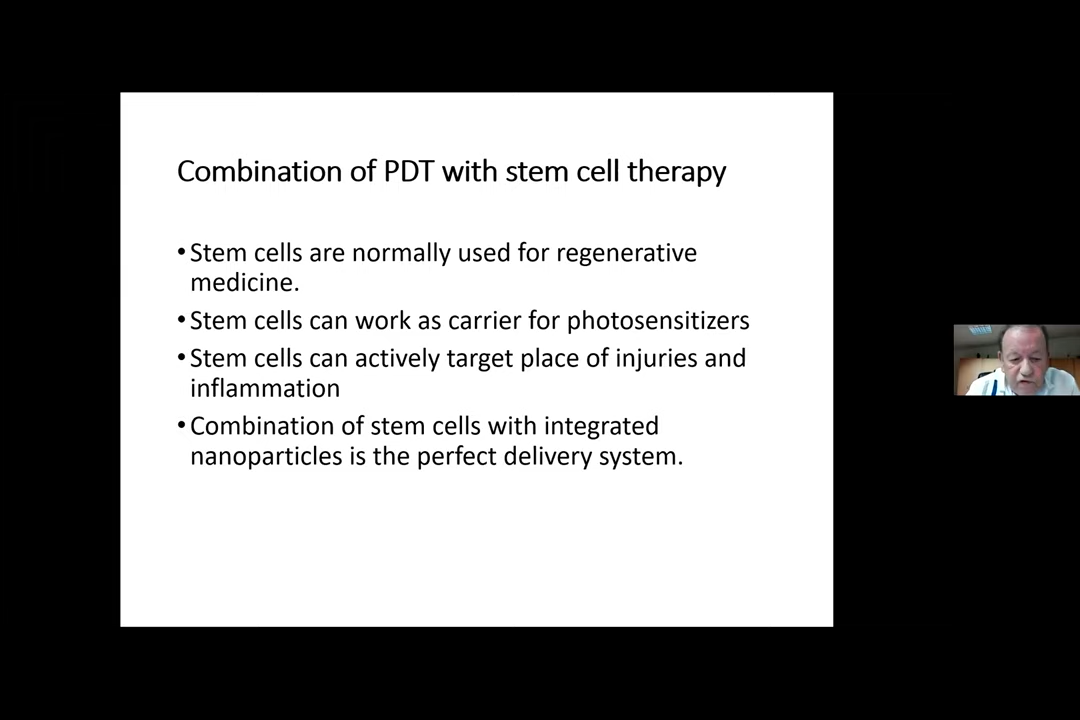 Combination of PDT with stem cell therapy
•Stem cells are normally used for regenerative
medicine.
•Stem cells can work as carrier for photosensitizers
•Stem cells can actively target place of injuries and
inflammation
•Combination of stem cells with integrated
nanoparticles is the perfect delivery system.